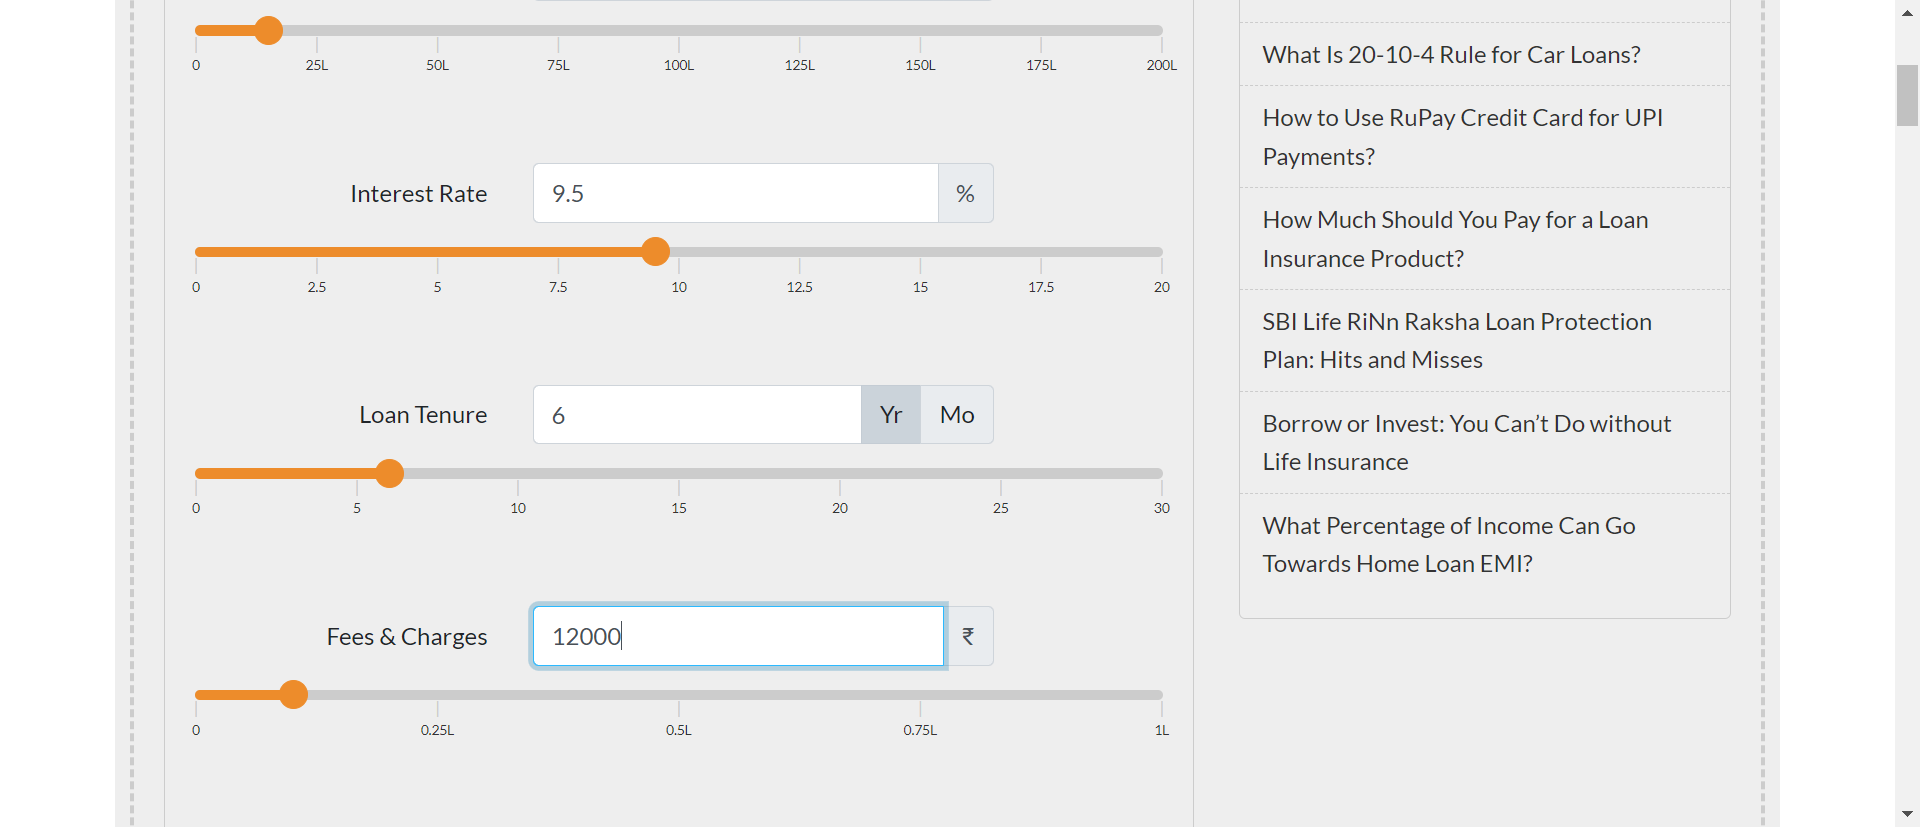 0 25L 50L 75L 100L 125L 150L 175L 200L
Interest Rate 9.5 %
0 2.5 5 7.5 10 12.5 15 17.5 20
Loan Tenure 6 Yr Mo
0 5 10 15 20 25 30
Fees & Charges 12000 ₹
0 0.25L 0.5L 0.75L 1L
What Is 20-10-4 Rule for Car Loans?
How to Use RuPay Credit Card for UPI
Payments?
How Much Should You Pay for a Loan
Insurance Product?
SBI Life RiNn Raksha Loan Protection
Plan: Hits and Misses
Borrow or Invest: You Can’t Do without
Life Insurance
What Percentage of Income Can Go
Towards Home Loan EMI?